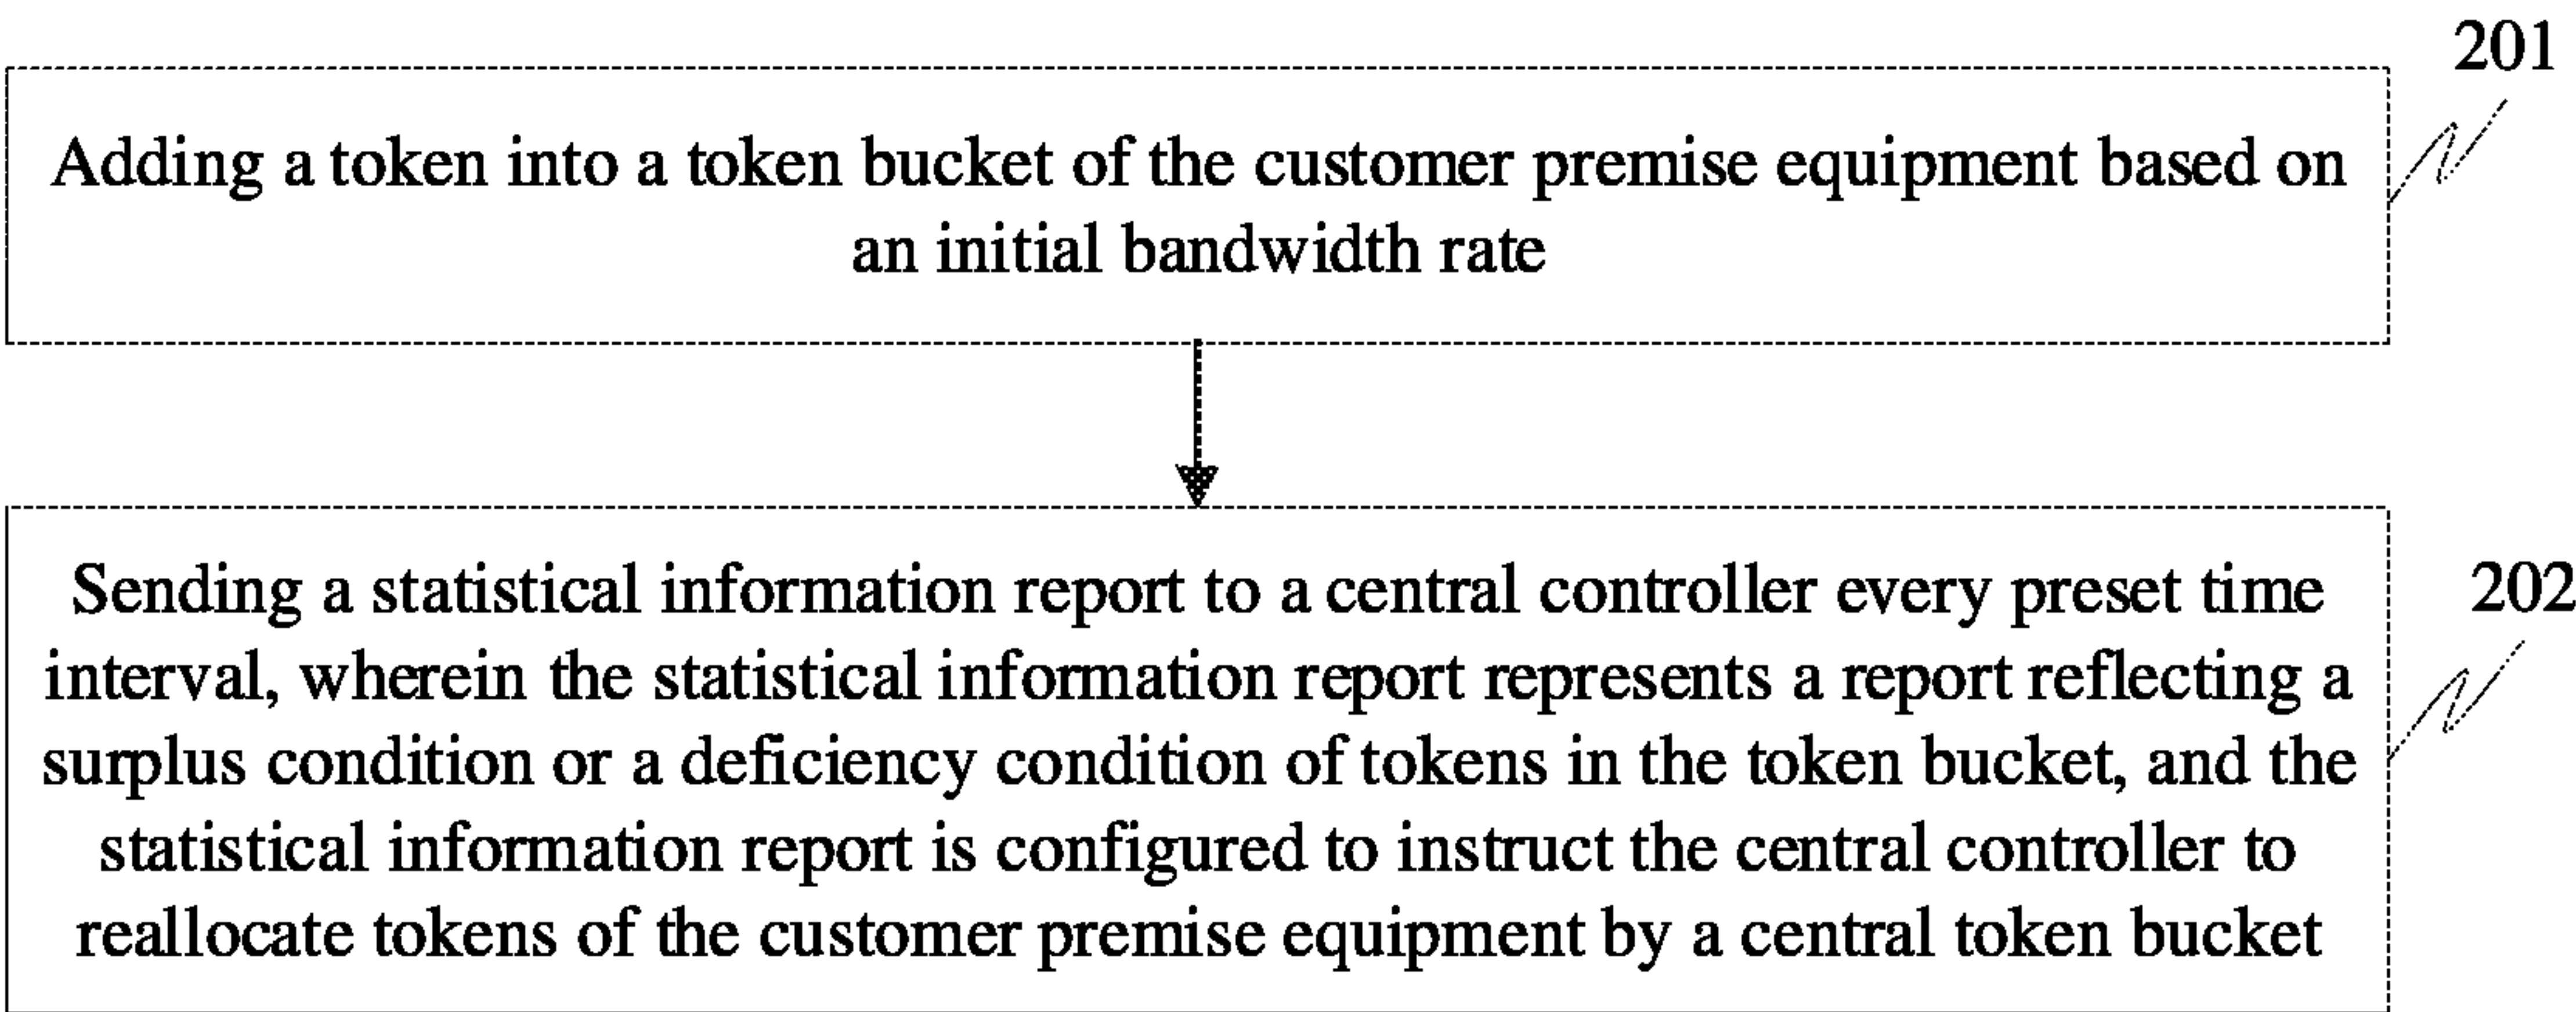 201
Adding a token into a token bucket of the customer premise equipment based on
an initial bandwidth rate
Sending a statistical information report to a central controller every preset time
202
interval, wherein the statistical information report represents a report reflecting a
surplus condition or a deficiency condition of tokens in the token bucket, and the
statistical information report is configured to instruct the central controller to
reallocate tokens of the customer premise equipment by a central token bucket